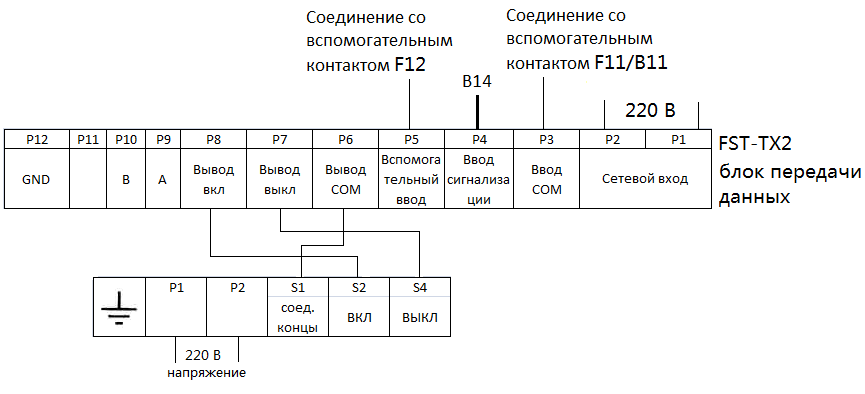 Соединение со
вспомогательным
контактом F12
Соединение со
вспомогательным
контактом F11/B11
B14
220 В
P12 P11 P10 P9 P8 P7 P6 P5 P4 P3 P2 P1
FST-TX2
блок передачи
данных
GND
B
A
Вывод
вкл
Вывод
выкл
Вывод
COM
Вспомога
тельный
ввод
Ввод
сигнализа
ции
Ввод
COM
Сетевой вход
P1 P2 S1 S2 S4
соед.
концы
ВКЛ
ВЫКЛ
220 В
напряжение